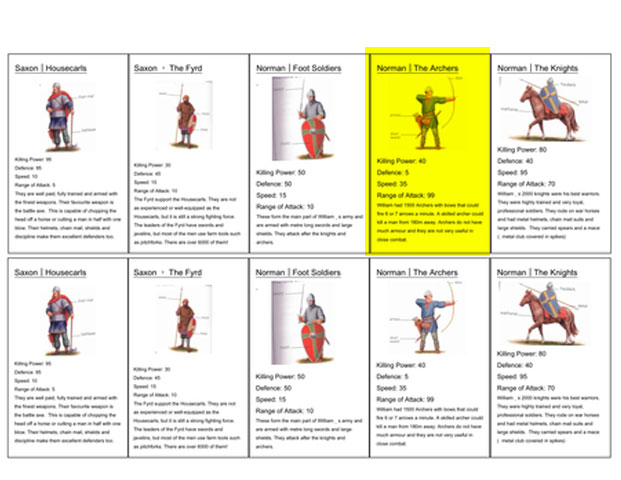 Saxon | Housecarls
Killing Power: 95
Defence: 95
Speed: 10
Range of Attack: 5
They are well paid, fully trained and armed with
the finest weapons. Their favourite weapon is
the battle axe. This is capable of chopping the
head off a horse or cutting a man in half with one
blow. Their helmets, chain mail, shields and
discipline make them excellent defenders too.
Saxon • The Fyrd
Killing Power: 30
Defence: 45
Speed: 15
Range of Attack: 10
The Fyrd support the Housecarls. They are not
as experienced or well-equipped as the
Housecarls, but it is still a strong fighting force.
The leaders of the Fyrd have swords and
javelins, but most of the men use farm tools such
as pitchforks. There are over 6000 of them!
Norman | Foot Soldiers
Killing Power: 50
Defence: 50
Speed: 15
Range of Attack: 10
These form the main part of William_s army and
are armed with metre long swords and large
shields. They attack after the knights and
archers.
Norman | The Archers
Killing Power: 40
Defence: 5
Speed: 35
Range of Attack: 99
William had 1500 Archers with bows that could
fire 6 or 7 arrows a minute. A skilled archer could
kill a man from 180m away. Archers do not have
much armour and they are not very useful in
close combat.
Norman | The Knights
Killing Power: 80
Defence: 40
Speed: 95
Range of Attack: 70
William_s 2000 knights were his best warriors.
They were highly trained and very loyal,
professional soldiers. They rode on war horses
and had metal helmets, chain mail suits and
large shields. They carried spears and a mace
( metal club covered in spikes)
Saxon | Housecarls
Killing Power: 95
Defence: 95
Speed: 10
Range of Attack: 5
They are well paid, fully trained and armed with
the finest weapons. Their favourite weapon is
the battle axe. This is capable of chopping the
head off a horse or cutting a man in half with one
blow. Their helmets, chain mail, shields and
discipline make them excellent defenders too.
Saxon • The Fyrd
Killing Power: 30
Defence: 45
Speed: 15
Range of Attack: 10
The Fyrd support the Housecarls. They are not
as experienced or well-equipped as the
Housecarls, but it is still a strong fighting force.
The leaders of the Fyrd have swords and
javelins, but most of the men use farm tools such
as pitchforks. There are over 6000 of them!
Norman | Foot Soldiers
Killing Power: 50
Defence: 50
Speed: 15
Range of Attack: 10
These form the main part of William_s army and
are armed with metre long swords and large
shields. They attack after the knights and
archers.
Norman | The Archers
Killing Power: 40
Defence: 5
Speed: 35
Range of Attack: 99
William had 1500 Archers with bows that could
fire 6 or 7 arrows a minute. A skilled archer could
kill a man from 180m away. Archers do not have
much armour and they are not very useful in
close combat.
Norman | The Knights
Killing Power: 80
Defence: 40
Speed: 95
Range of Attack: 70
William_s 2000 knights were his best warriors.
They were highly trained and very loyal,
professional soldiers. They rode on war horses
and had metal helmets, chain mail suits and
large shields. They carried spears and a mace
( metal club covered in spikes)